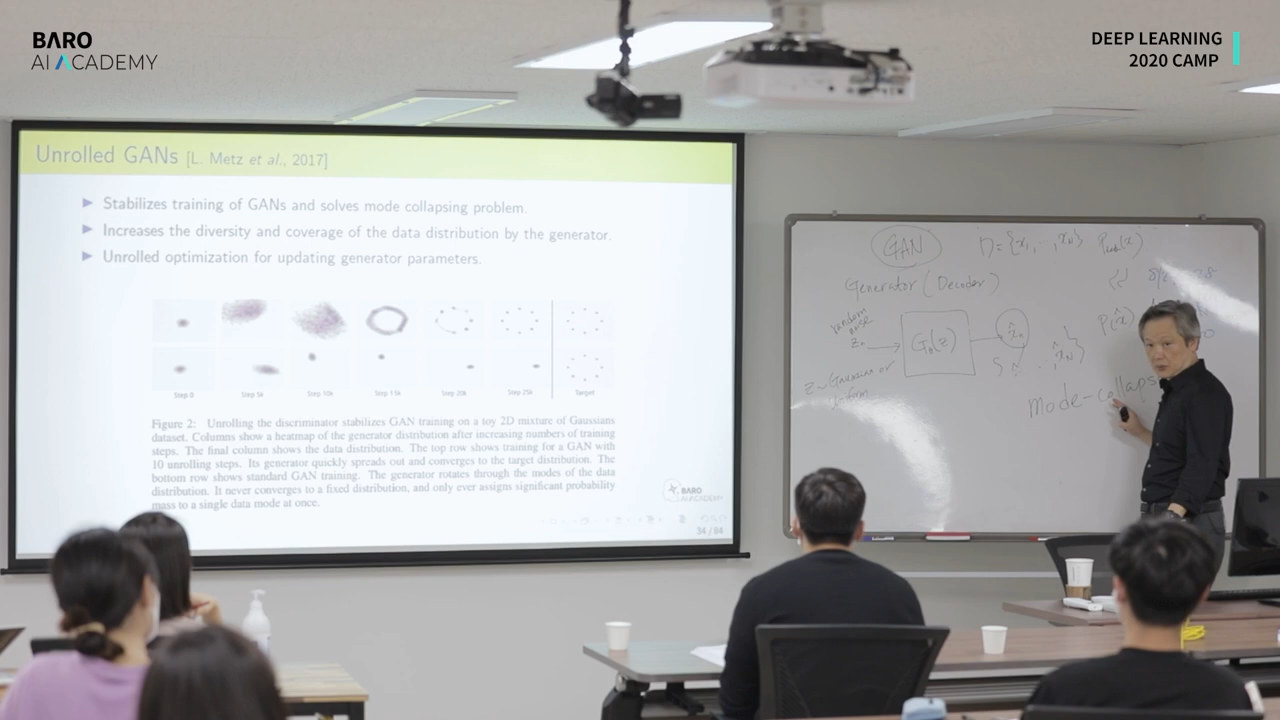 BARO
AI ACADEMY
DEEP LEARNING
2020 CAMP
Unrolled GANs [L. Metz et al., 2017]
Stabilizes training of GANs and solves mode collapsing problem.
Increases the diversity and coverage of the data distribution by the generator.
Unrolled optimization for updating generator parameters.
Step 0 Step 5k Step 10k Step 15k Step 20k Step 25k Target
Figure 2: Unrolling the discriminator stabilizes GAN training on a toy 2D mixture of Gaussians
dataset. Columns show a heatmap of the generator distribution after increasing numbers of training
steps. The final column shows the data distribution. The top row shows training for a GAN with
10 unrolling steps. Its generator quickly spreads out and converges to the target distribution. The
bottom row shows standard GAN training. The generator rotates through the modes of the data
distribution. It never converges to a fixed distribution, and only ever assigns significant probability
mass to a single data mode at once.
BARO
AI ACADEMY
34 / 94
GAN
Generator (Decoder)
random
noise
z ~ Gaussian or
Mode-collaps